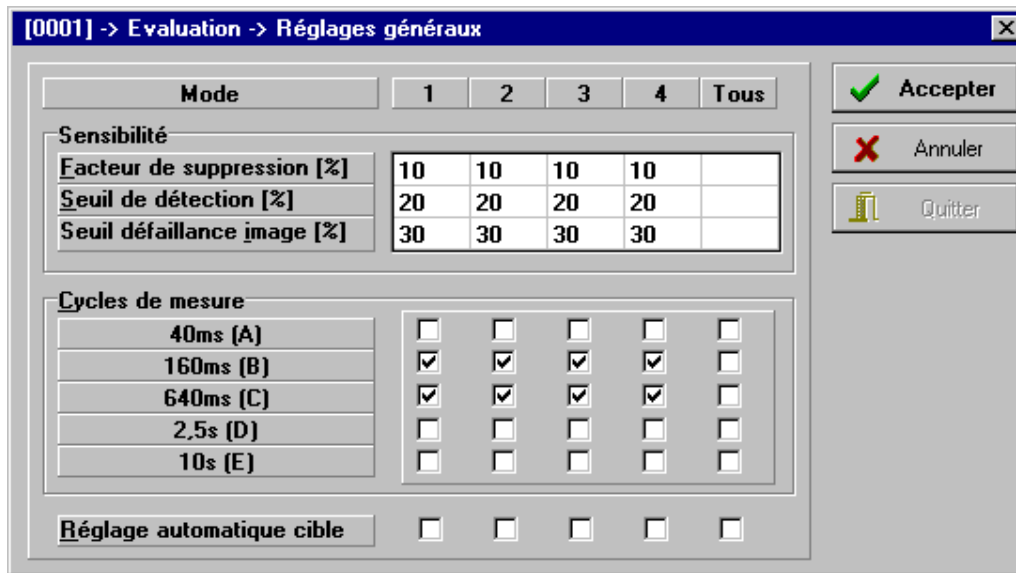 [0001] -> Evaluation -> Réglages généraux
Mode 1 2 3 4 Tous
Accepter
Annuler
Quitter
Sensibilité
Facteur de suppression [%] 10 10 10 10
Seuil de détection [%] 20 20 20 20
Seuil défaillance image [%] 30 30 30 30
Cycles de mesure
40ms (A)
160ms (B)
640ms (C)
2,5s (D)
10s (E)
Réglage automatique cible